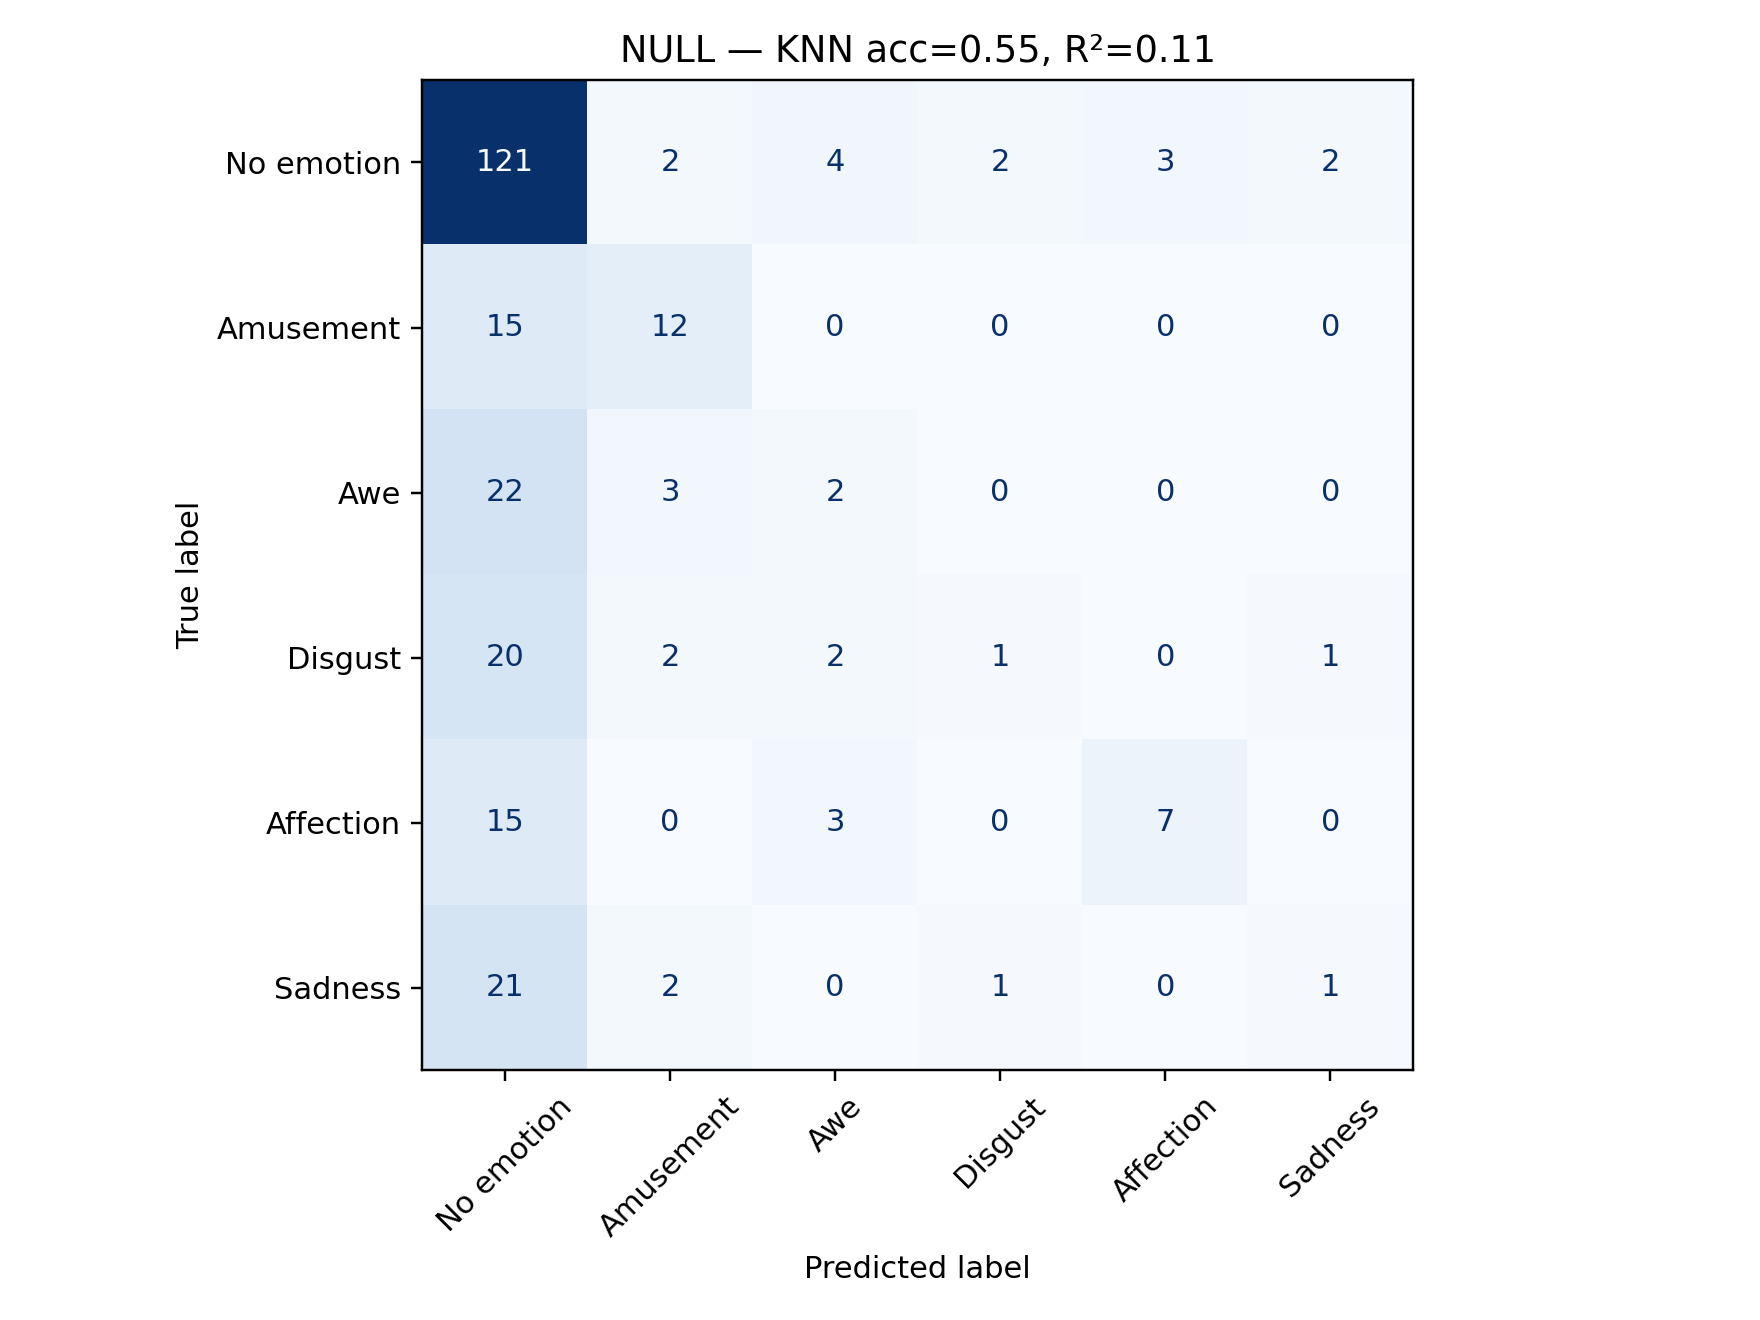 NULL — KNN acc=0.55, R²=0.11
True label
No emotion 121 2 4 2 3 2
Amusement 15 12 0 0 0 0
Awe 22 3 2 0 0 0
Disgust 20 2 2 1 0 1
Affection 15 0 3 0 7 0
Sadness 21 2 0 1 0 1
No emotion Amusement Awe Disgust Affection Sadness
Predicted label